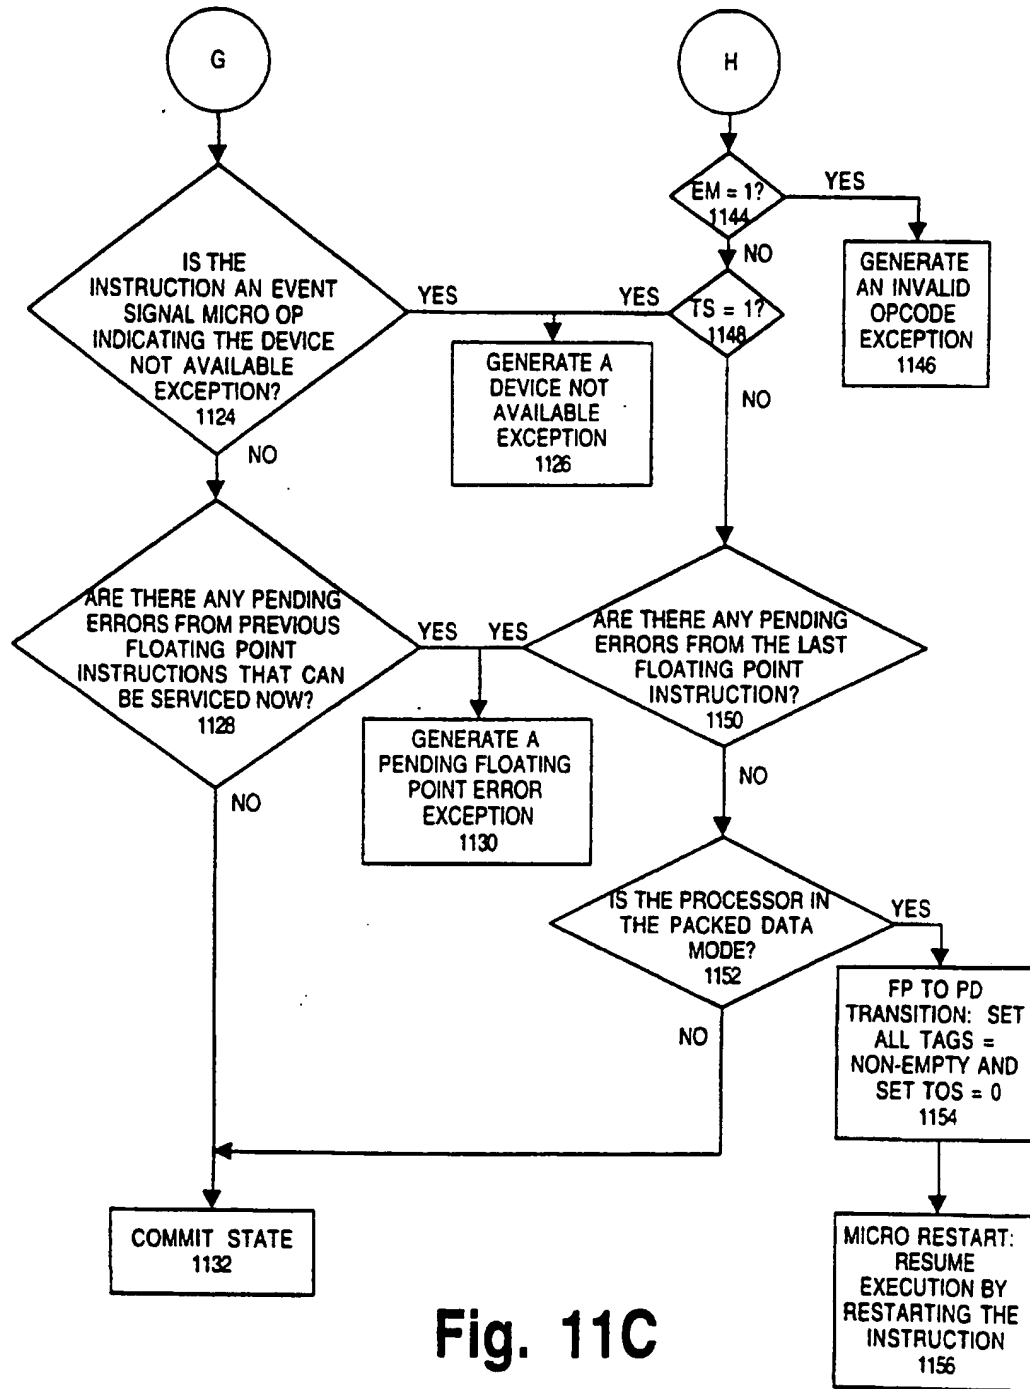 G
IS THE
INSTRUCTION AN EVENT
SIGNAL MICRO OP
INDICATING THE DEVICE
NOT AVAILABLE
EXCEPTION?
1124
YES
NO
H
EM = 1?
1144
YES
NO
GENERATE
AN INVALID
OPCODE
EXCEPTION
1146
YES
TS = 1?
1148
NO
GENERATE A
DEVICE NOT
AVAILABLE
EXCEPTION
1126
ARE THERE ANY PENDING
ERRORS FROM PREVIOUS
FLOATING POINT
INSTRUCTIONS THAT CAN
BE SERVICED NOW?
1128
YES
NO
YES
ARE THERE ANY PENDING
ERRORS FROM THE LAST
FLOATING POINT
INSTRUCTION?
1150
NO
GENERATE A
PENDING FLOATING
POINT ERROR
EXCEPTION
1130
IS THE PROCESSOR IN
THE PACKED DATA
MODE?
1152
YES
NO
FP TO PD
TRANSITION: SET
ALL TAGS =
NON-EMPTY AND
SET TOS = 0
1154
COMMIT STATE
1132
MICRO RESTART:
RESUME
EXECUTION BY
RESTARTING THE
INSTRUCTION
1156
Fig. 11C